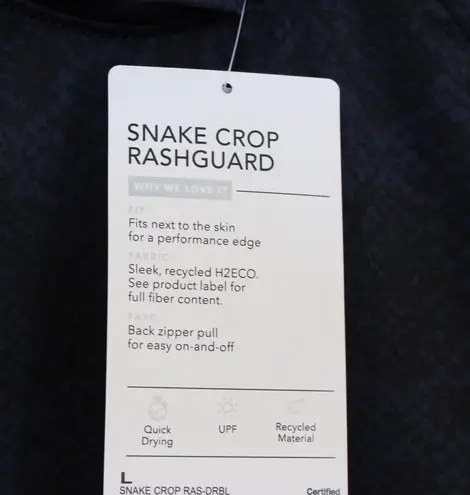 SNAKE CROP
RASHGUARD
WHY WE LOVE IT
FIT
Fits next to the skin
for a performance edge
FABRIC
Sleek, recycled H2ECO.
See product label for
full fiber content.
FAVE
Back zipper pull
for easy on-and-off
Quick
Drying
UPF
Recycled
Material
L
SNAKE CROP RAS-DRBL
Certified